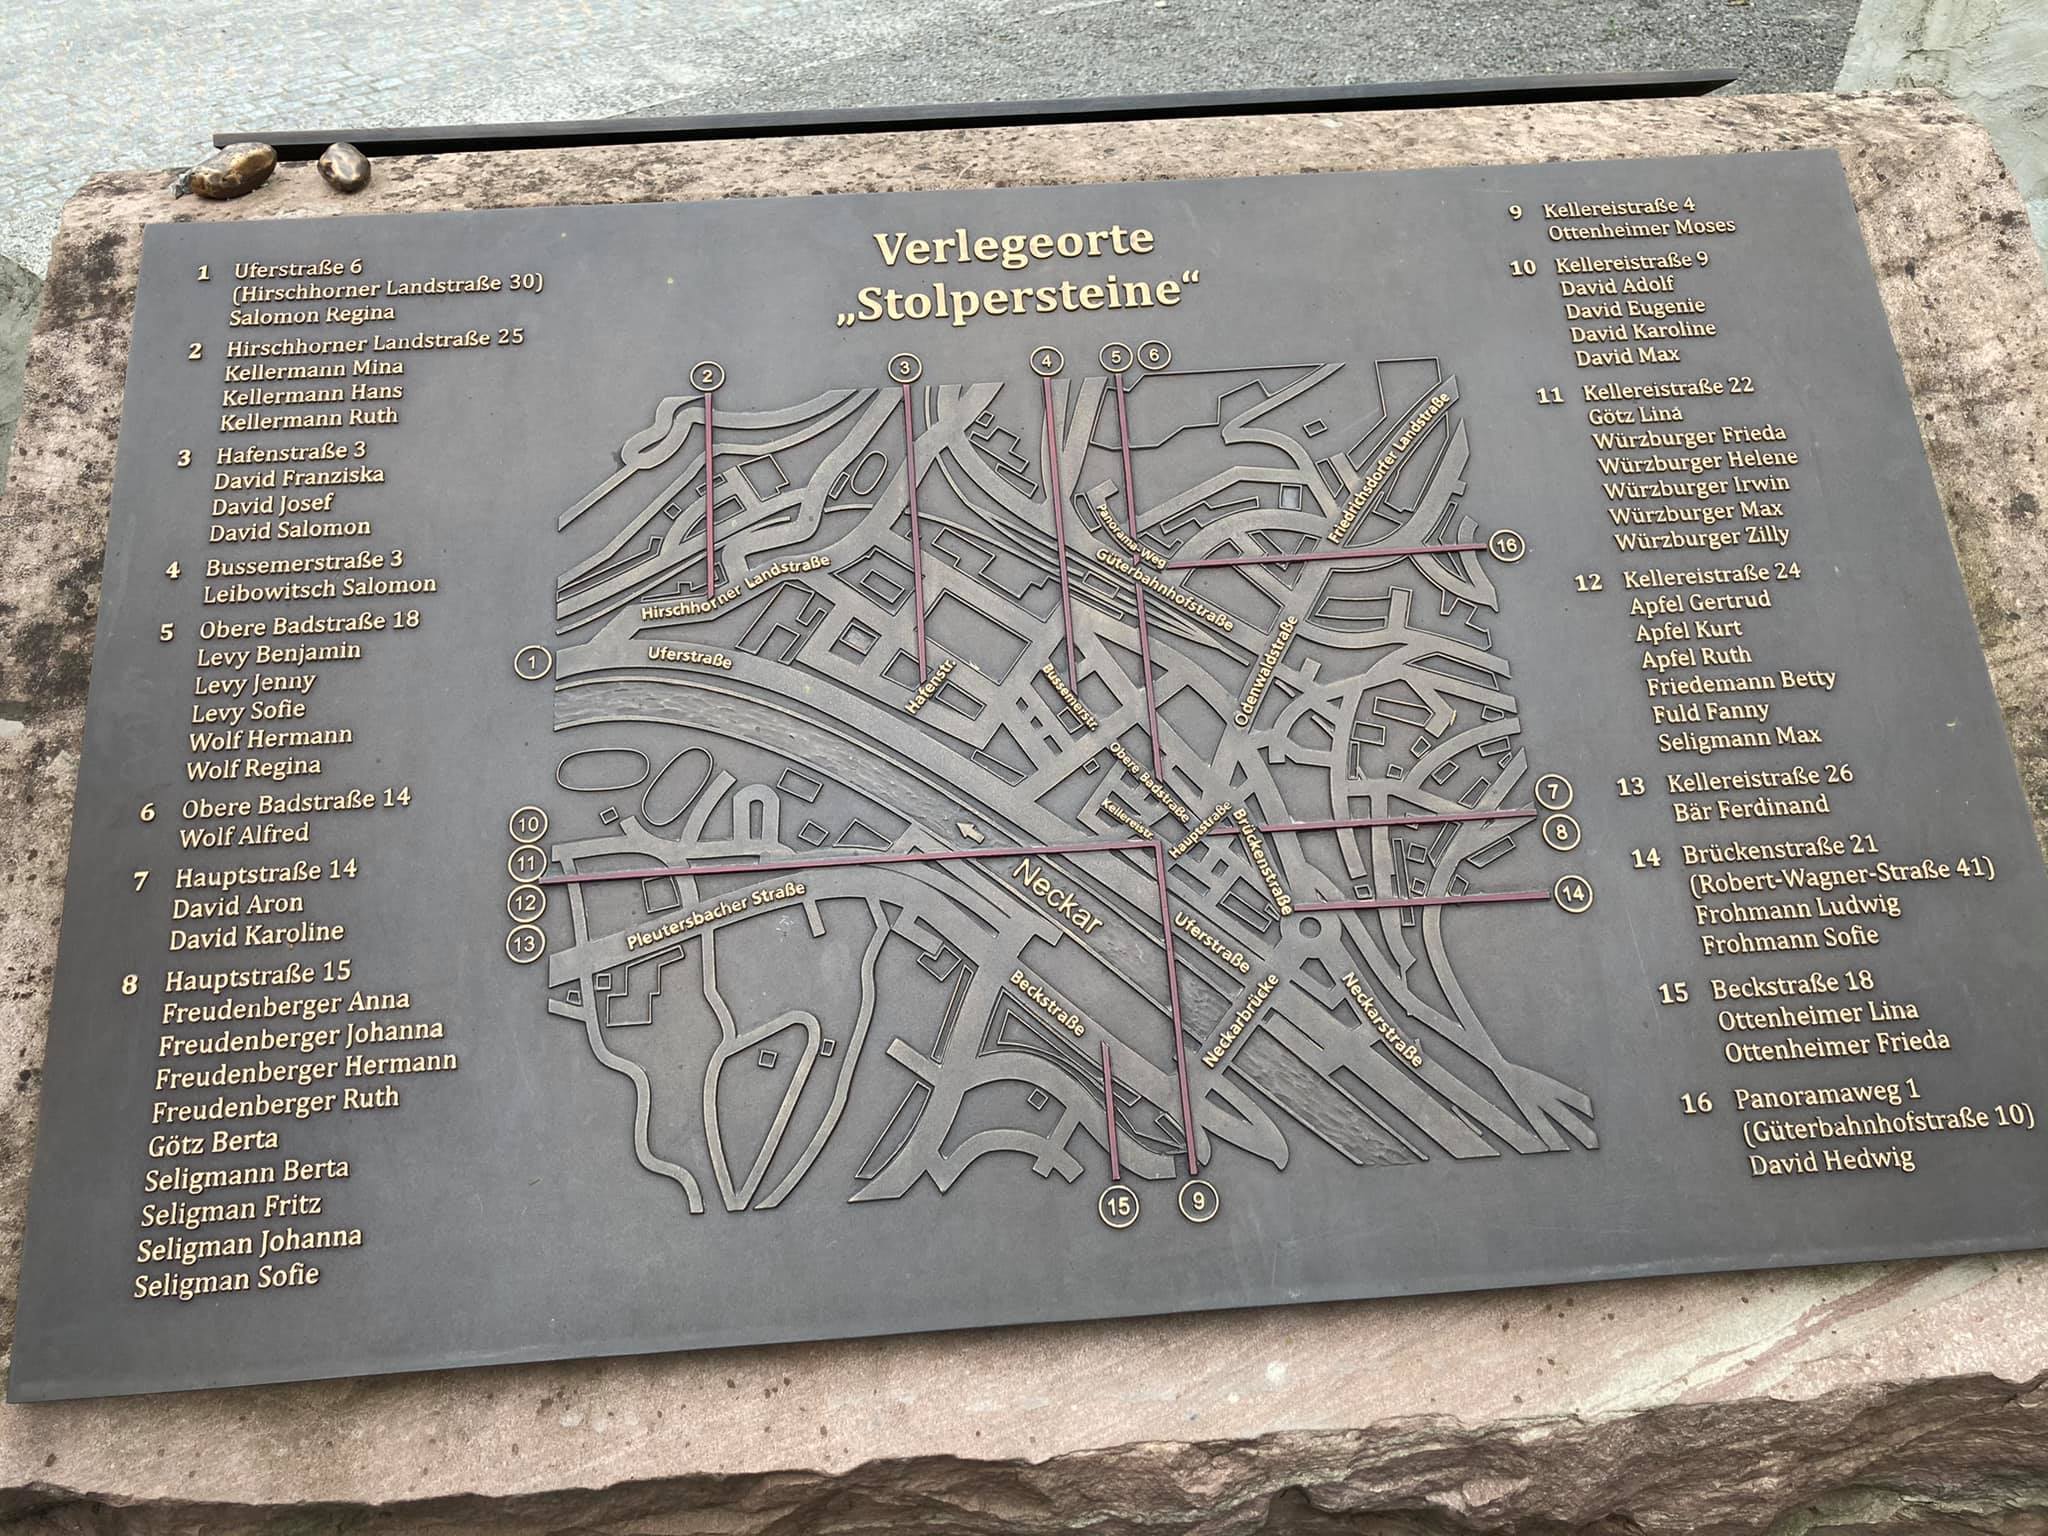 Verlegeorte
„Stolpersteine“
1 Uferstraße 6
(Hirschhorner Landstraße 30)
Salomon Regina
2 Hirschhorner Landstraße 25
Kellermann Mina
Kellermann Hans
Kellermann Ruth
3 Hafenstraße 3
David Franziska
David Josef
David Salomon
4 Bussemerstraße 3
Leibowitsch Salomon
5 Obere Badstraße 18
Levy Benjamin
Levy Jenny
Levy Sofie
Wolf Hermann
Wolf Regina
6 Obere Badstraße 14
Wolf Alfred
7 Hauptstraße 14
David Aron
David Karoline
8 Hauptstraße 15
Freudenberger Anna
Freudenberger Johanna
Freudenberger Hermann
Freudenberger Ruth
Götz Berta
Seligmann Berta
Seligman Fritz
Seligman Johanna
Seligman Sofie
2
3
4
5
6
Friedrichsdorfer Landstraße
Panorama-Weg
16
Güterbahnhofstraße
Hirschhorner Landstraße
1
Uferstraße
Hafenstr.
Bussemerstr.
Odenwaldstraße
Obere Badstraße
Kellereistr.
Hauptstraße
Brückenstraße
7
8
10
11
12
13
14
Neckar
Pleutersbacher Straße
Uferstraße
Beckstraße
Neckarbrücke
Neckarstraße
15
9
9 Kellereistraße 4
Ottenheimer Moses
10 Kellereistraße 9
David Adolf
David Eugenie
David Karoline
David Max
11 Kellereistraße 22
Götz Lina
Würzburger Frieda
Würzburger Helene
Würzburger Irwin
Würzburger Max
Würzburger Zilly
12 Kellereistraße 24
Apfel Gertrud
Apfel Kurt
Apfel Ruth
Friedemann Betty
Fuld Fanny
Seligmann Max
13 Kellereistraße 26
Bär Ferdinand
14 Brückenstraße 21
(Robert-Wagner-Straße 41)
Frohmann Ludwig
Frohmann Sofie
15 Beckstraße 18
Ottenheimer Lina
Ottenheimer Frieda
16 Panoramaweg 1
(Güterbahnhofstraße 10)
David Hedwig